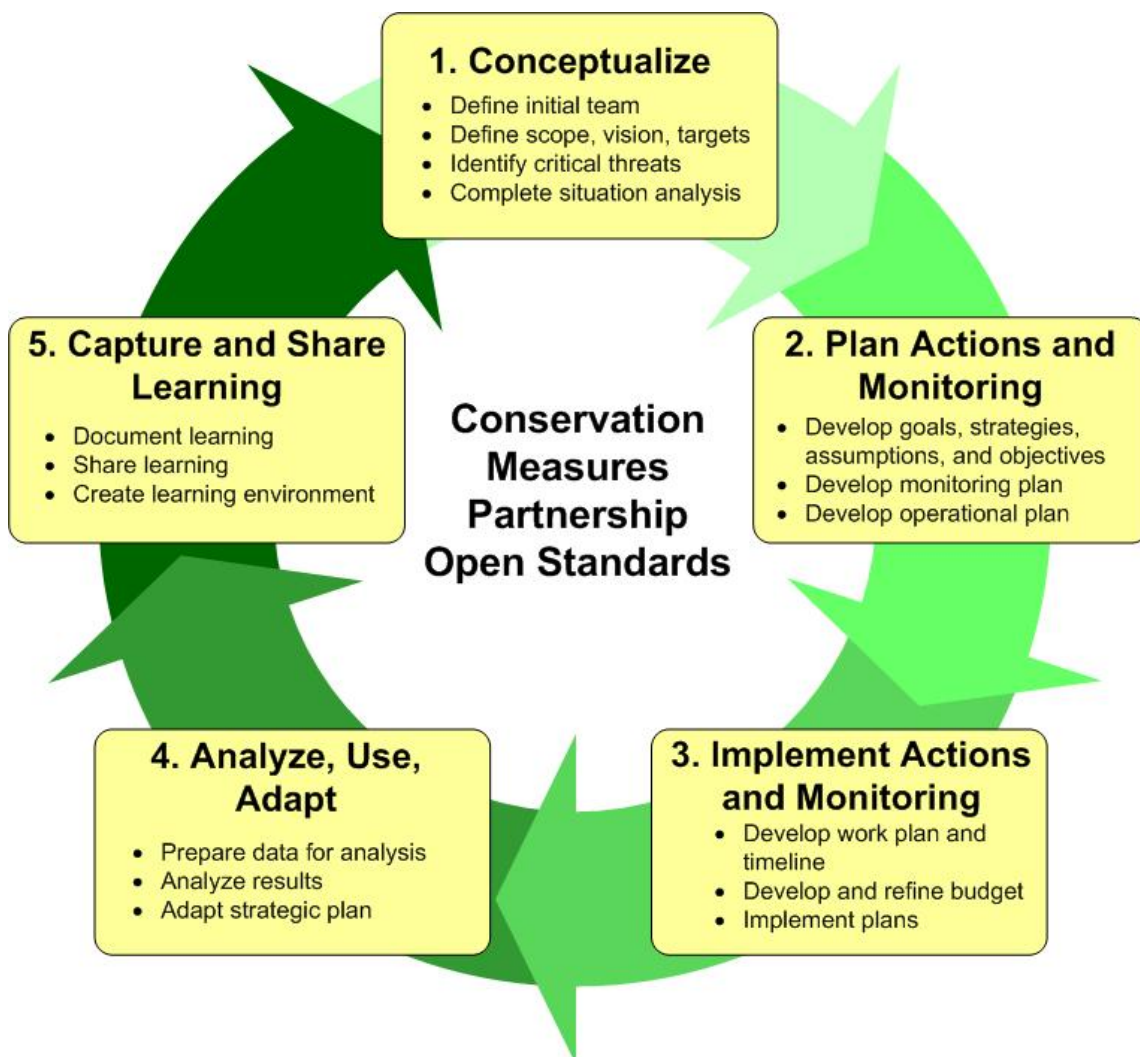 1. Conceptualize
• Define initial team
• Define scope, vision, targets
• Identify critical threats
• Complete situation analysis
2. Plan Actions and
Monitoring
• Develop goals, strategies,
assumptions, and objectives
• Develop monitoring plan
• Develop operational plan
3. Implement Actions
and Monitoring
• Develop work plan and
timeline
• Develop and refine budget
• Implement plans
4. Analyze, Use,
Adapt
• Prepare data for analysis
• Analyze results
• Adapt strategic plan
5. Capture and Share
Learning
• Document learning
• Share learning
• Create learning environment
Conservation
Measures
Partnership
Open Standards